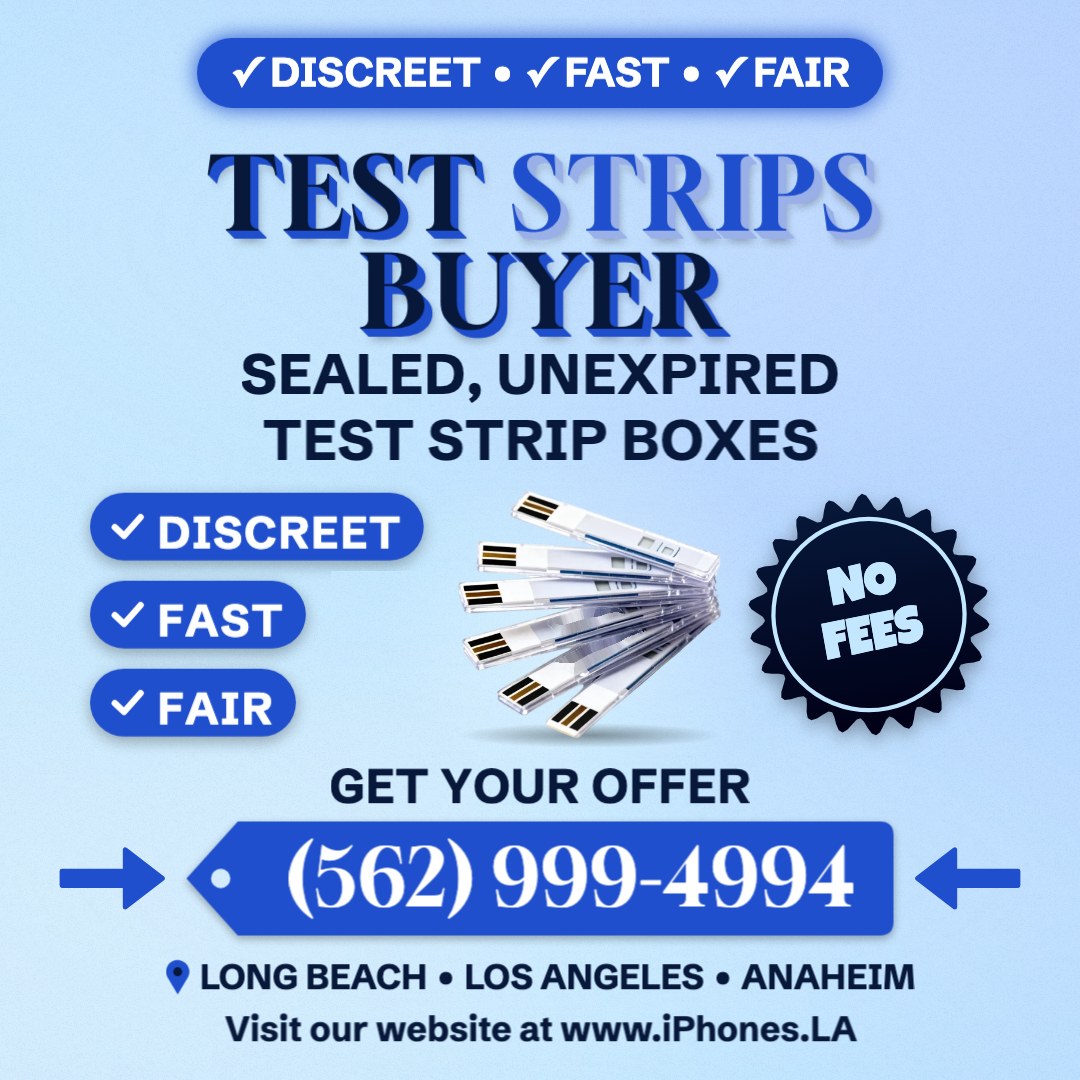 ✓DISCREET • ✓FAST • ✓FAIR
TEST STRIPS
BUYER
SEALED, UNEXPIRED
TEST STRIP BOXES
✓ DISCREET
✓ FAST
✓ FAIR
NO
FEES
GET YOUR OFFER
(562) 999-4994
LONG BEACH • LOS ANGELES • ANAHEIM
Visit our website at www.iPhones.LA